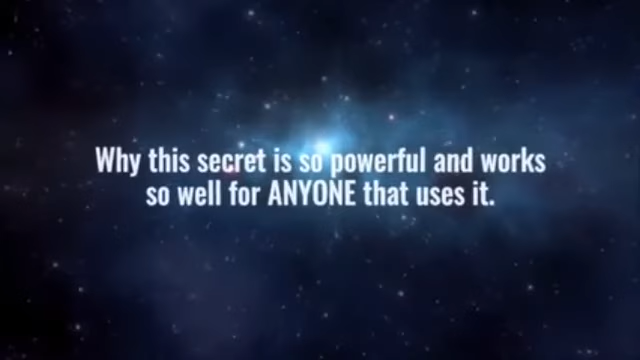 Why this secret is so powerful and works
so well for ANYONE that uses it.